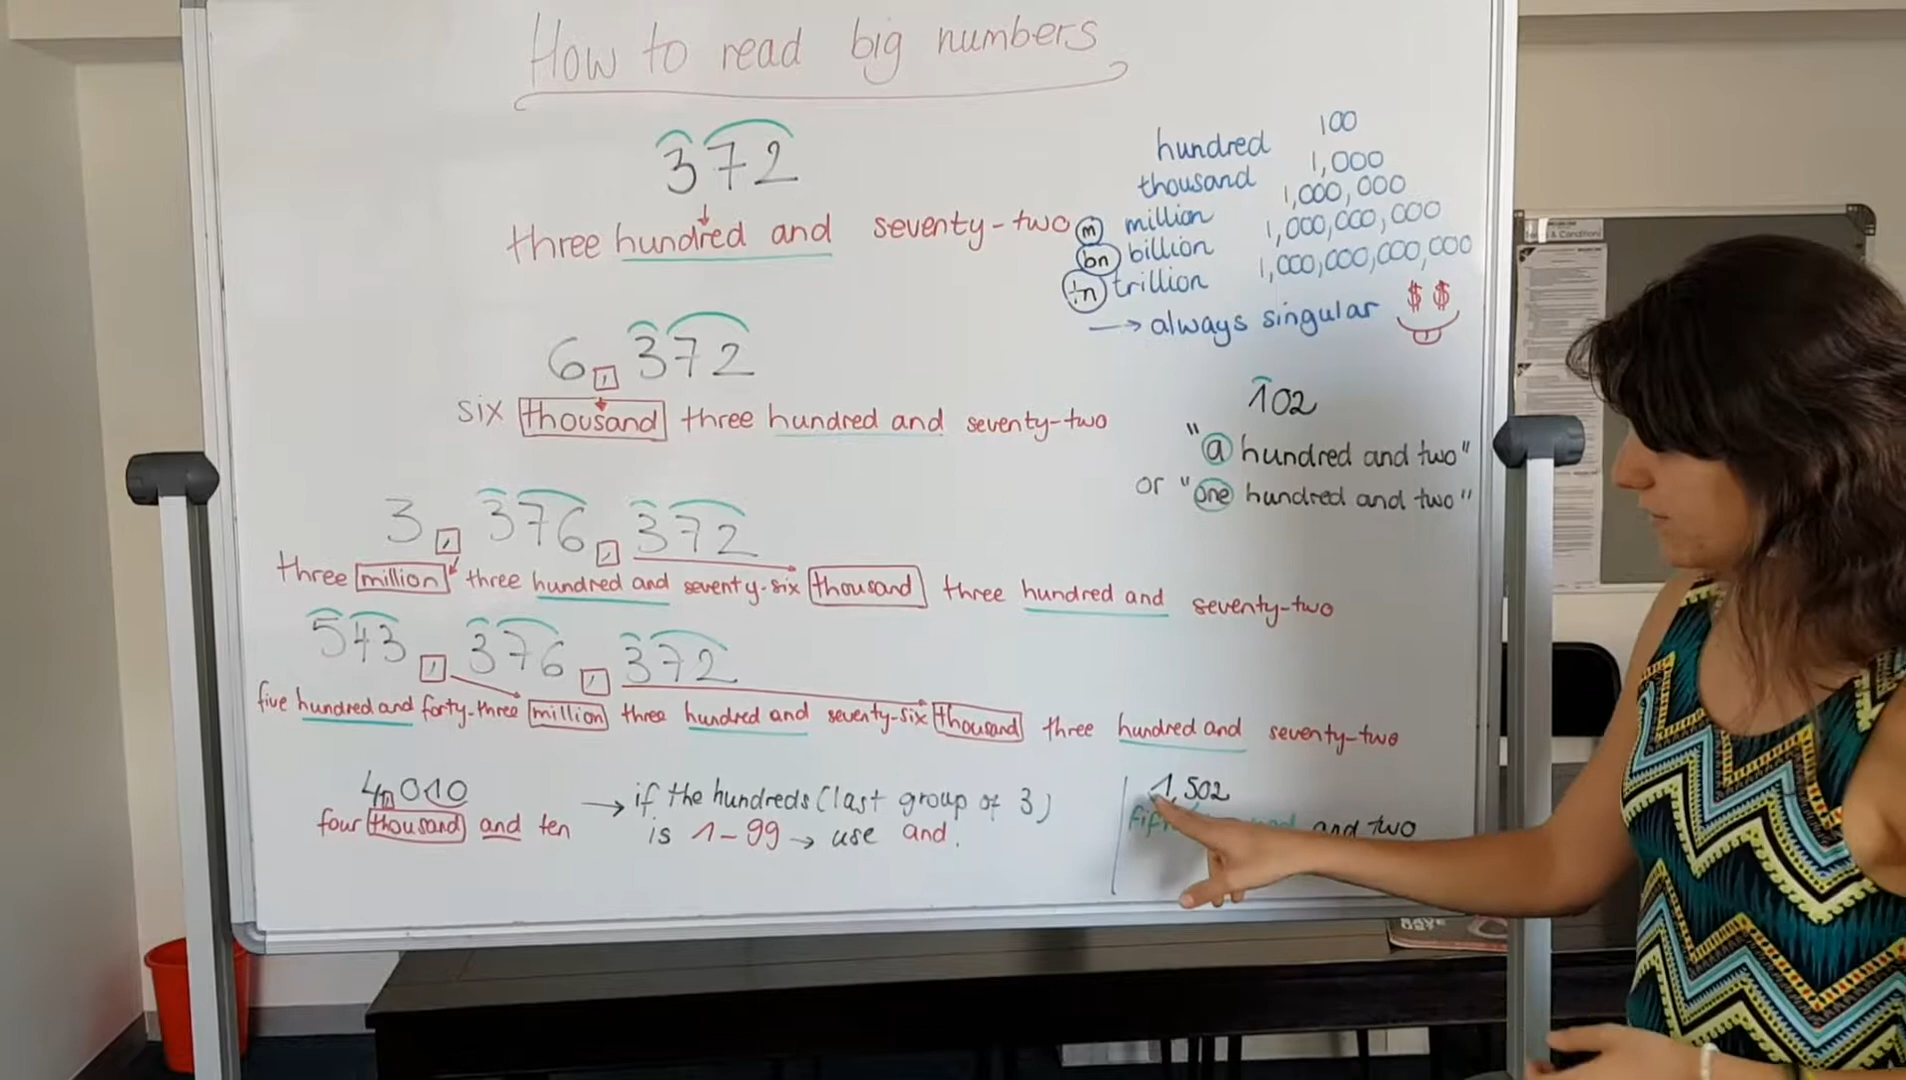 How to read big numbers
372
three hundred and seventy-two
6,372
six thousand three hundred and seventy-two
3,376,372
three million three hundred and seventy-six thousand three hundred and seventy-two
543,376,372
five hundred and forty-three million three hundred and seventy-six thousand three hundred and seventy-two
4,010
four thousand and ten
→ if the hundreds (last group of 3)
is 1-99 → use and.
hundred 100
thousand 1,000
m million 1,000,000
bn billion 1,000,000,000
tn trillion 1,000,000,000,000
→ always singular $ $
102
"a hundred and two"
or "one hundred and two"
1,502
and two